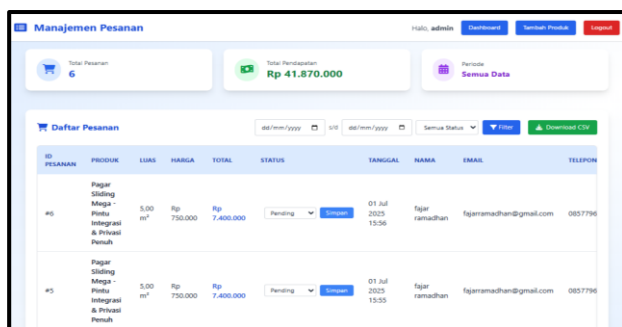 Manajemen Pesanan
Halo, admin Dashboard Tambah Produk Logout
Total Pesanan
6
Total Pendapatan
Rp 41.870.000
Periode
Semua Data
Daftar Pesanan
dd/mm/yyyy s/d dd/mm/yyyy Semua Status Filter Download CSV
ID PESANAN PRODUK LUAS HARGA TOTAL STATUS TANGGAL NAMA EMAIL TELEPON
#6
Pagar
Sliding
Mega -
Pintu
Integrasi
& Privasi
Penuh
5,00
m²
Rp
750.000
Rp
7.400.000
Pending Simpan
01 Jul
2025
15:56
fajar
ramadhan
fajarramadhan@gmail.com
0857796
#5
Pagar
Sliding
Mega -
Pintu
Integrasi
& Privasi
Penuh
5,00
m²
Rp
750.000
Rp
7.400.000
Pending Simpan
01 Jul
2025
15:55
fajar
ramadhan
fajarramadhan@gmail.com
0857796